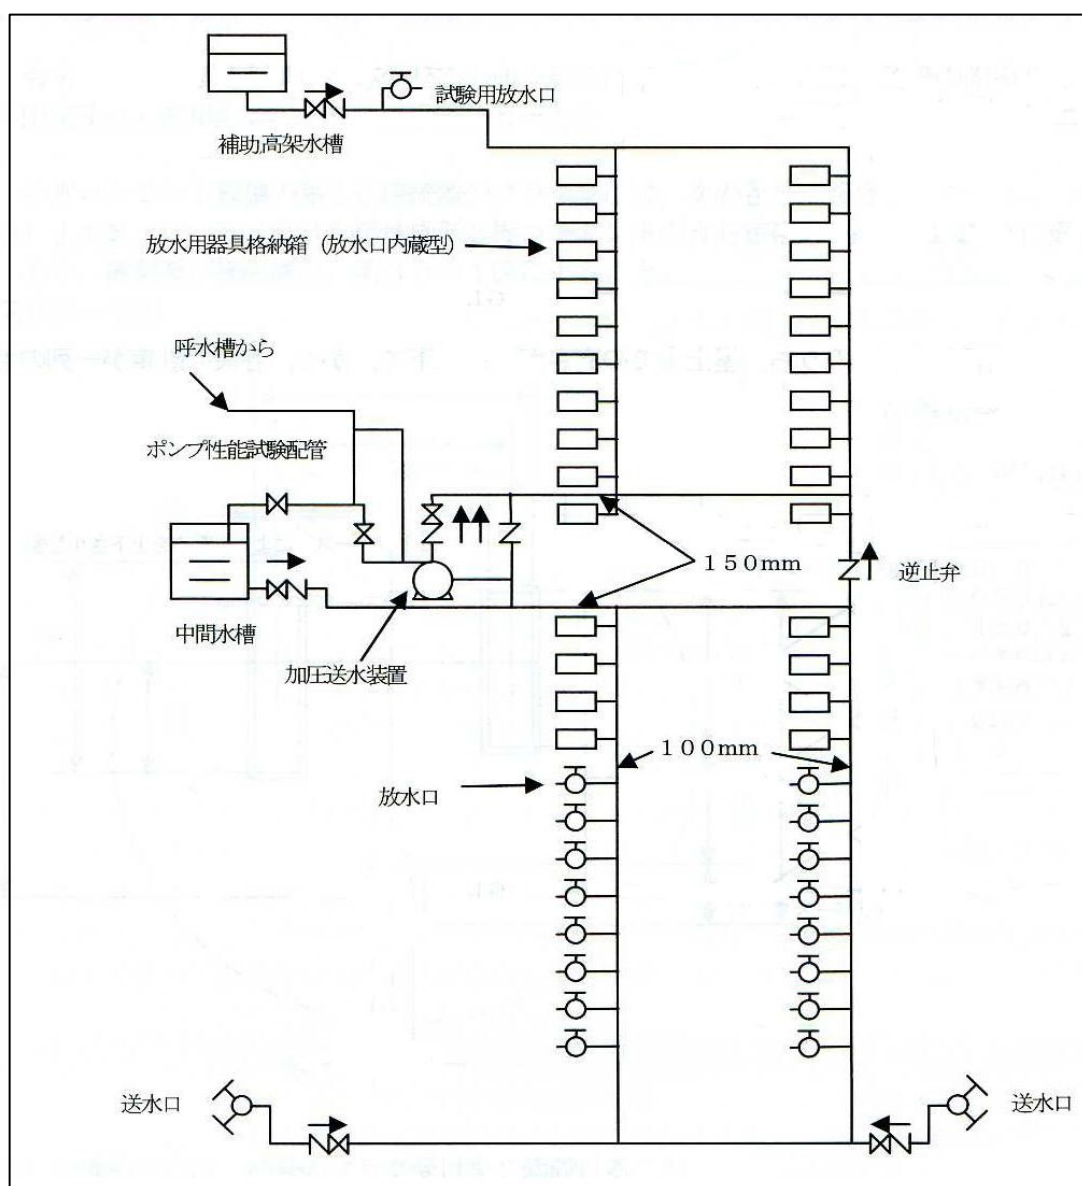 試験用放水口
補助高架水槽
放水用器具格納箱（放水口内蔵型）
GL
呼水槽から
ポンプ性能試験配管
１５０mm
逆止弁
中間水槽
加圧送水装置
１００mm
放水口
GL
送水口
送水口